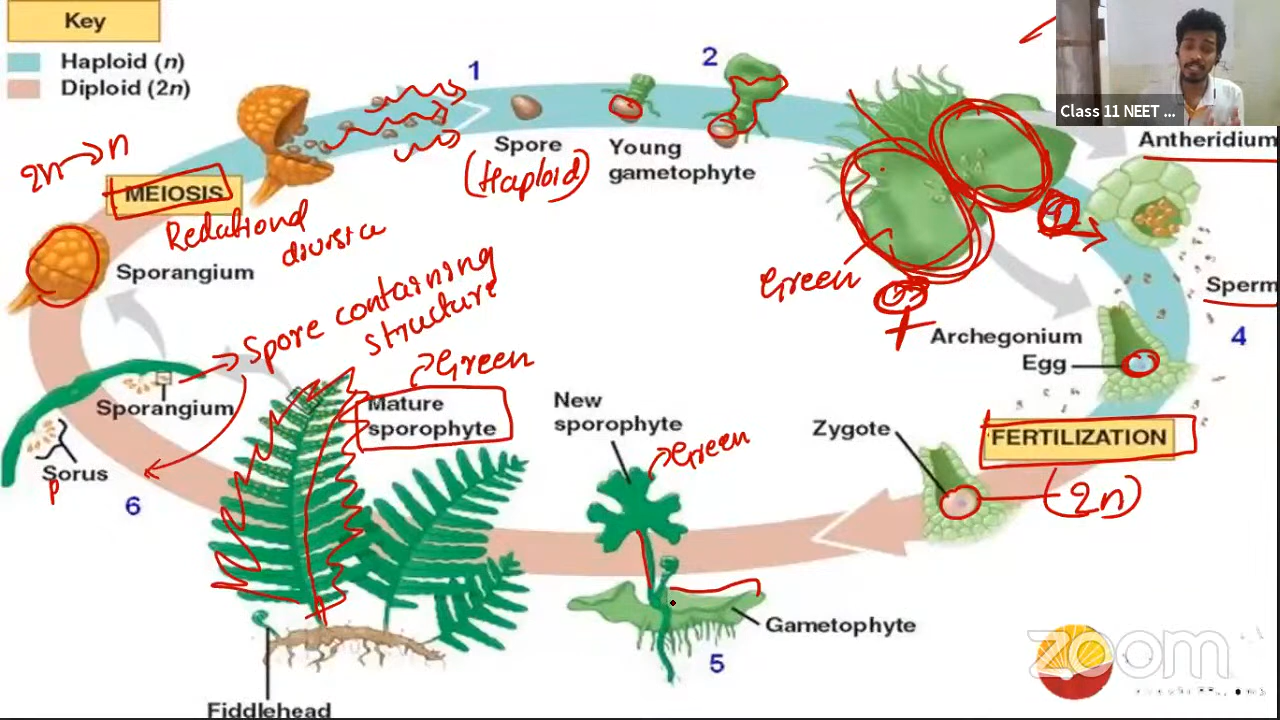 Key
Haploid (n)
Diploid (2n)
2n→n
MEIOSIS
Redational
Sporangium
1
Spore
(Haploid)
2
Young
gametophyte
Class 11 NEET ...
Antheridium
Sperm
4
Green
Archegonium
Egg
FERTILIZATION
(2n)
Zygote
New
sporophyte
Green
Gametophyte
5
Spore containing
structure
Green
Mature
sporophyte
Sporangium
Sorus
P
6
Fiddlehead
zoom